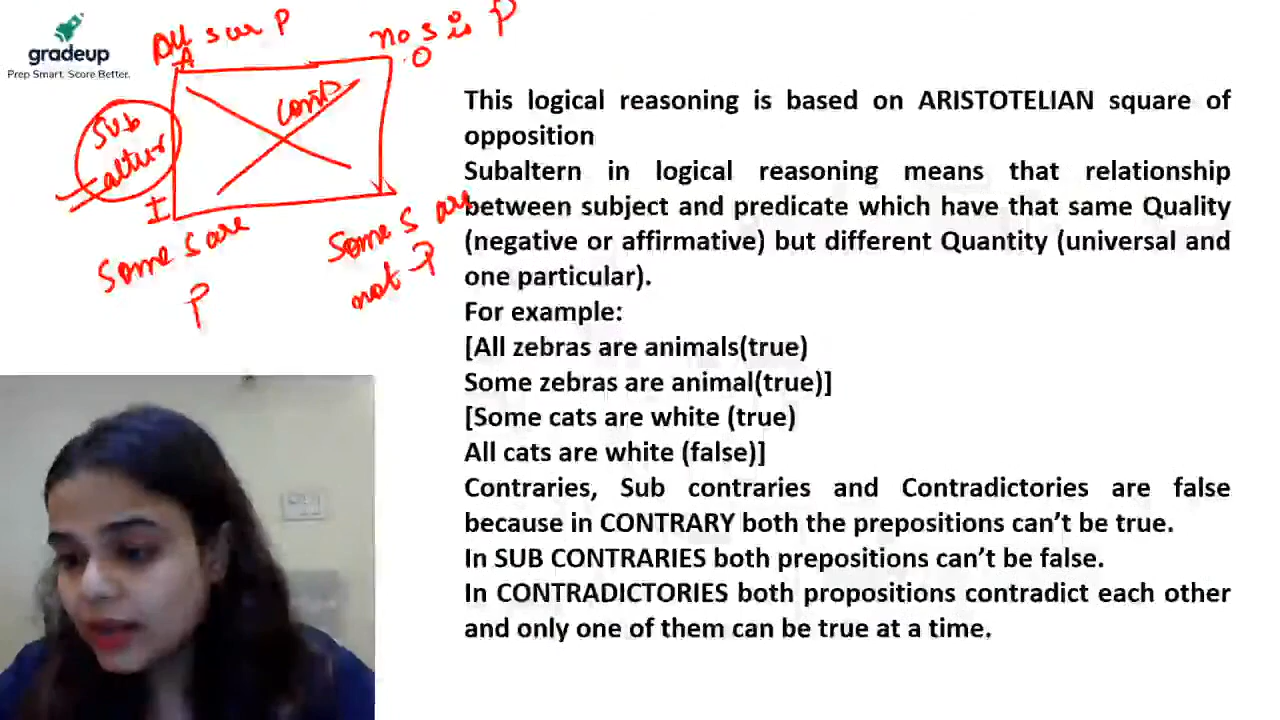 gradeup
Prep Smart. Score Better.
All S are P
no S is P
A
O
Cont
Sub
altur
I
Some S are
P
Some S are
not P
This logical reasoning is based on ARISTOTELIAN square of
opposition
Subaltern in logical reasoning means that relationship
between subject and predicate which have that same Quality
(negative or affirmative) but different Quantity (universal and
one particular).
For example:
[All zebras are animals(true)
Some zebras are animal(true)]
[Some cats are white (true)
All cats are white (false)]
Contraries, Sub contraries and Contradictories are false
because in CONTRARY both the prepositions can’t be true.
In SUB CONTRARIES both prepositions can’t be false.
In CONTRADICTORIES both propositions contradict each other
and only one of them can be true at a time.